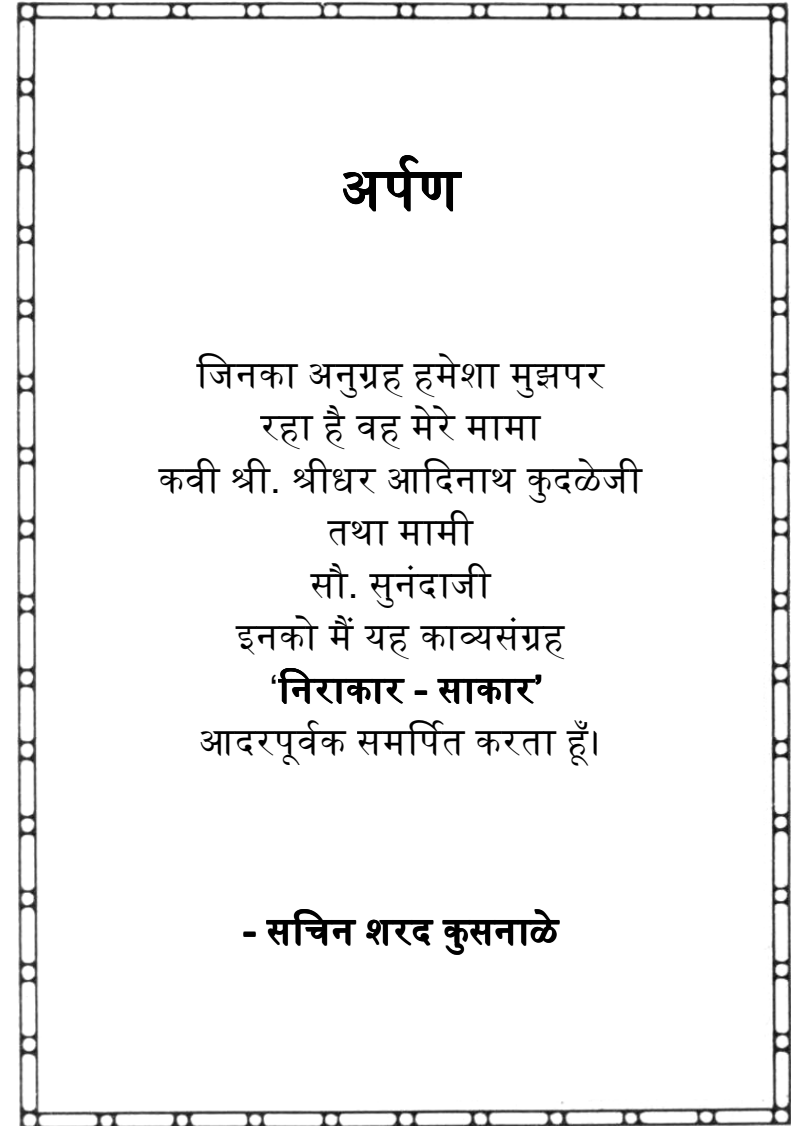 अर्पण
जिनका अनुग्रह हमेशा मुझपर
रहा है वह मेरे मामा
कवी श्री. श्रीधर आदिनाथ कुदळेजी
तथा मामी
सौ. सुनंदाजी
इनको मैं यह काव्यसंग्रह
‘निराकार - साकार’
आदरपूर्वक समर्पित करता हूँ।
- सचिन शरद कुसनाळे